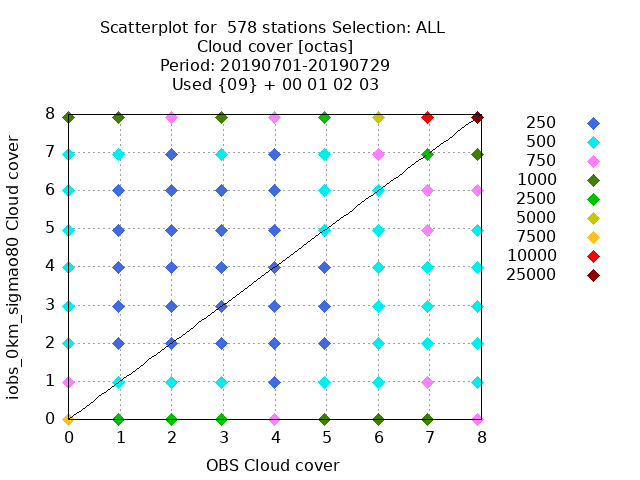 Scatterplot for  578 stations Selection: ALL
Cloud cover [octas]
Period: 20190701-20190729
Used {09} + 00 01 02 03
iobs_0km_sigmao80 Cloud cover
8
7
6
5
4
3
2
1
0
0 1 2 3 4 5 6 7 8
OBS Cloud cover
250
500
750
1000
2500
5000
7500
10000
25000